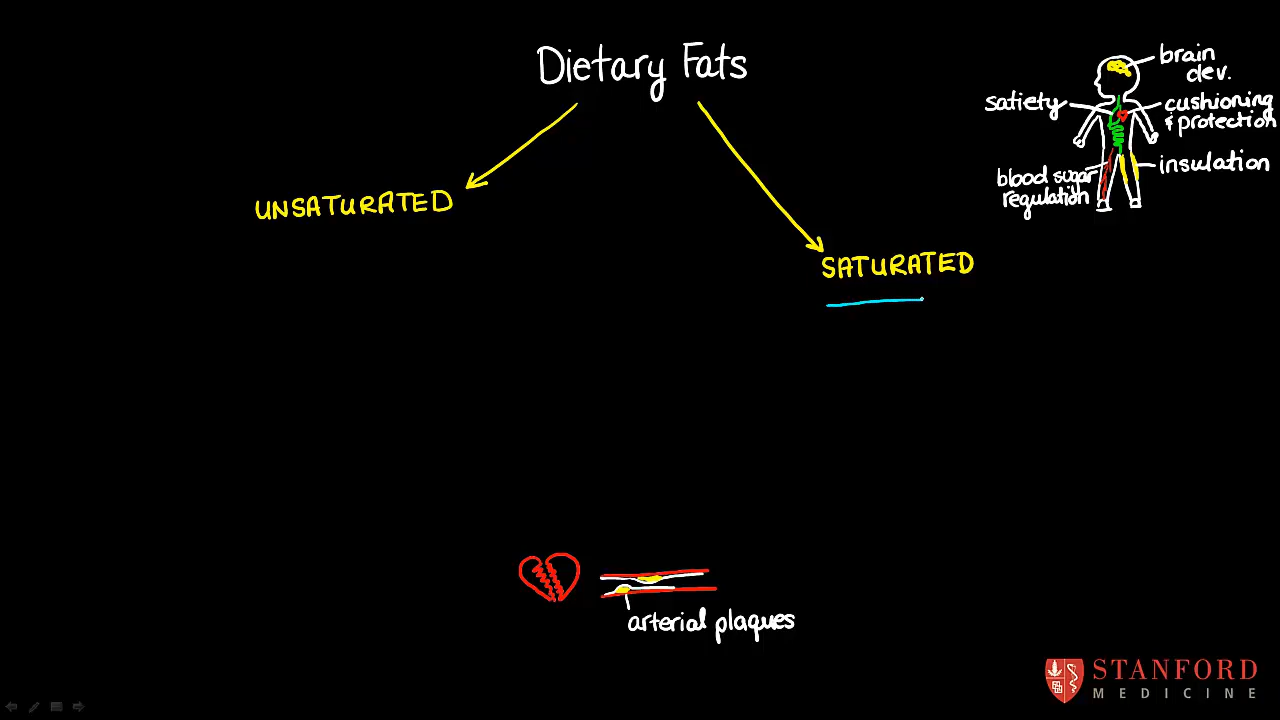 Dietary Fats
UNSATURATED
SATURATED
brain
dev.
satiety
cushioning
& protection
insulation
blood sugar
regulation
arterial plaques
STANFORD
MEDICINE